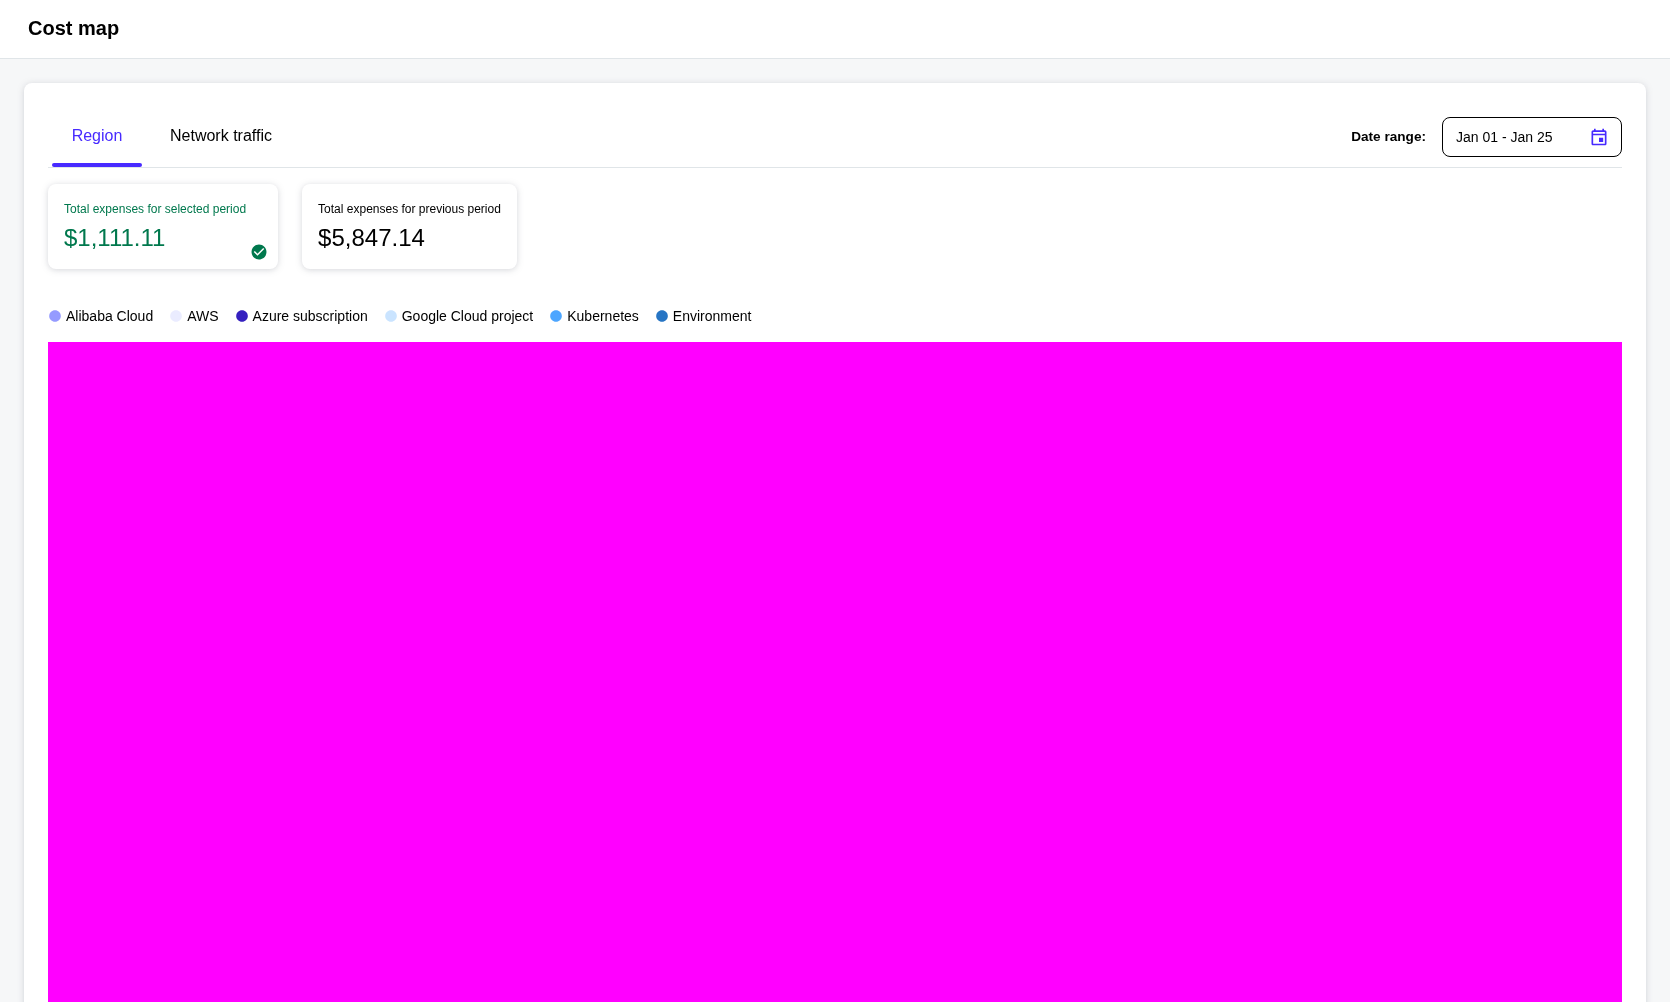 Cost map
Region
Network traffic
Date range:
Jan 01 - Jan 25
Total expenses for selected period
$1,111.11
Total expenses for previous period
$5,847.14
Alibaba Cloud
AWS
Azure subscription
Google Cloud project
Kubernetes
Environment